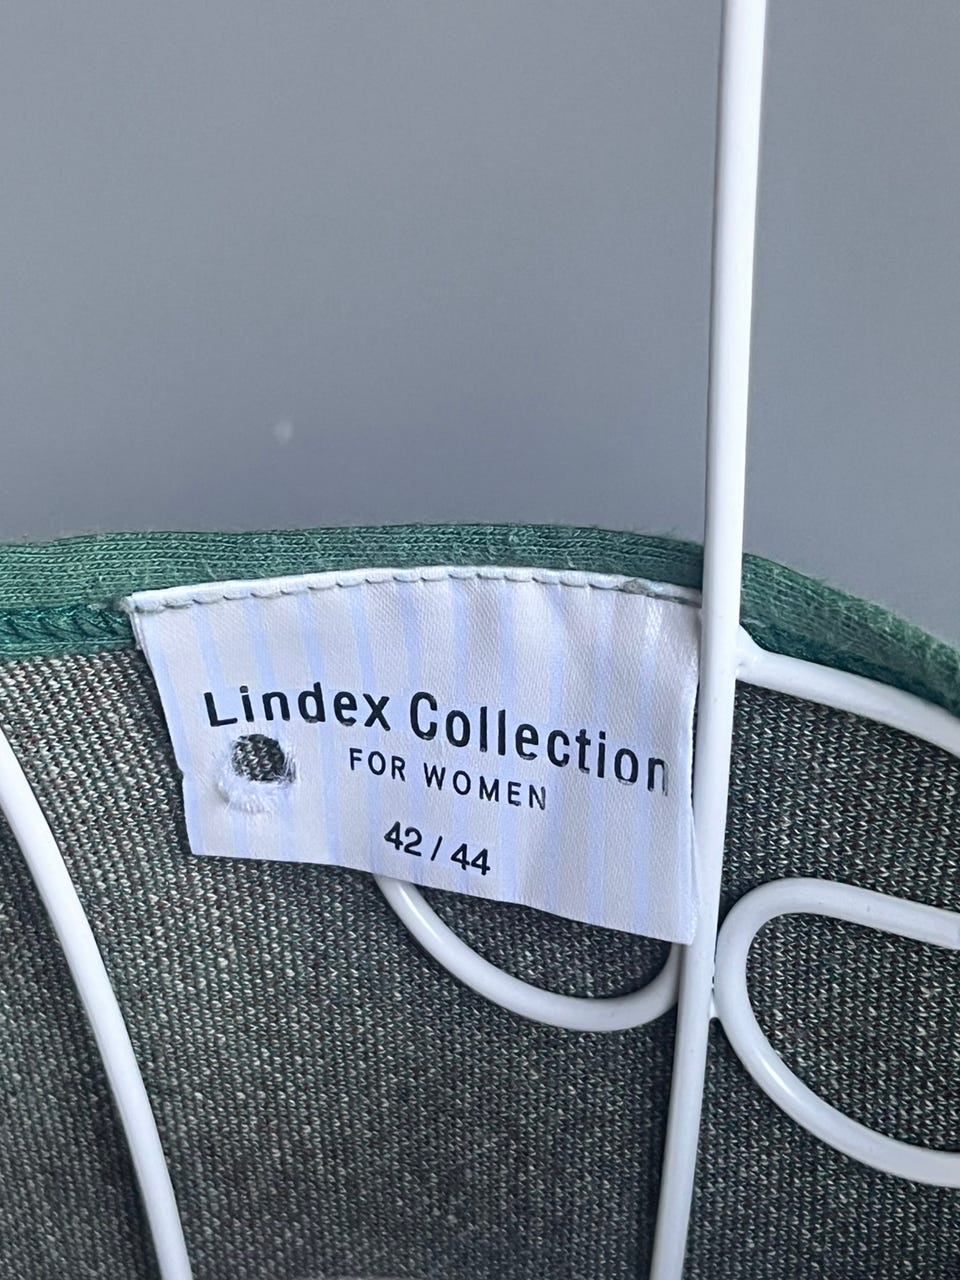 Lindex Collection
FOR WOMEN
42 / 44